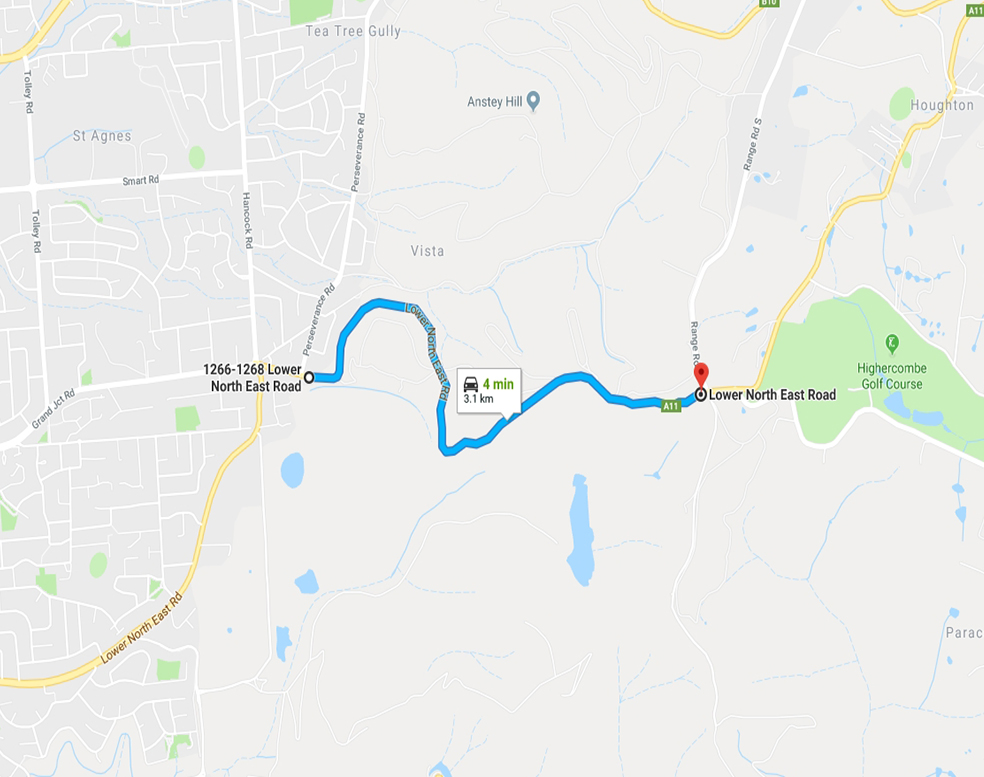 B10
A11
Tea Tree Gully
Tolley Rd
Anstey Hill
Houghton
St Agnes
Perseverance Rd
Range Rd S
Smart Rd
Hancock Rd
Tolley Rd
Vista
Perseverance Rd
Lower North East Rd
Range Rd
Highercombe
Golf Course
1266-1268 Lower
North East Road
4 min
3.1 km
Lower North East Road
Grand Jct Rd
A11
Lower North East Rd
Parac